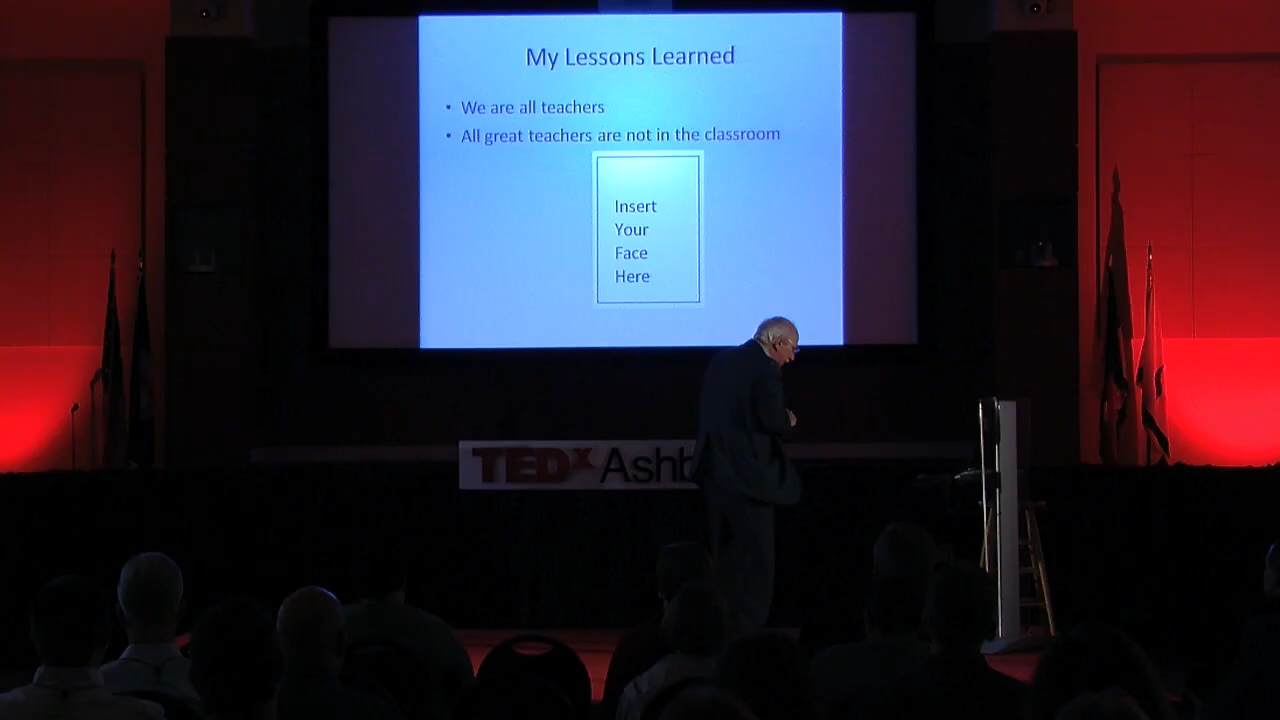 My Lessons Learned
• We are all teachers
• All great teachers are not in the classroom
Insert
Your
Face
Here
TEDx Ashb